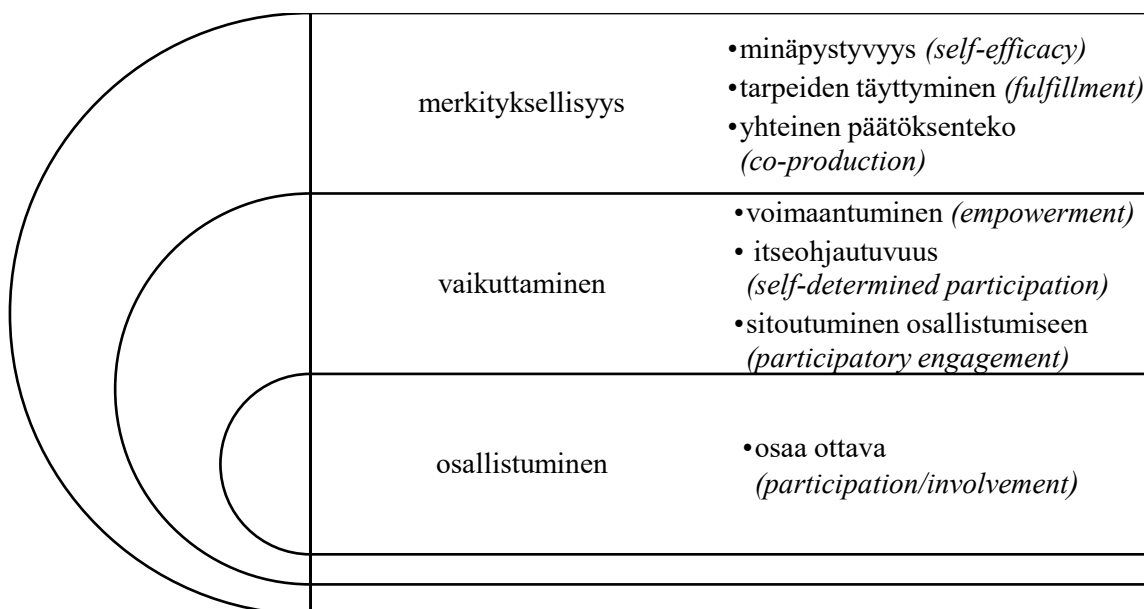 merkityksellisyys
•minäpystyvyys (self-efficacy)
•tarpeiden täyttyminen (fulfillment)
•yhteinen päätöksenteko
(co-production)
vaikuttaminen
•voimaantuminen (empowerment)
• itseohjautuvuus
(self-determined participation)
•sitoutuminen osallistumiseen
(participatory engagement)
osallistuminen
•osaa ottava
(participation/involvement)